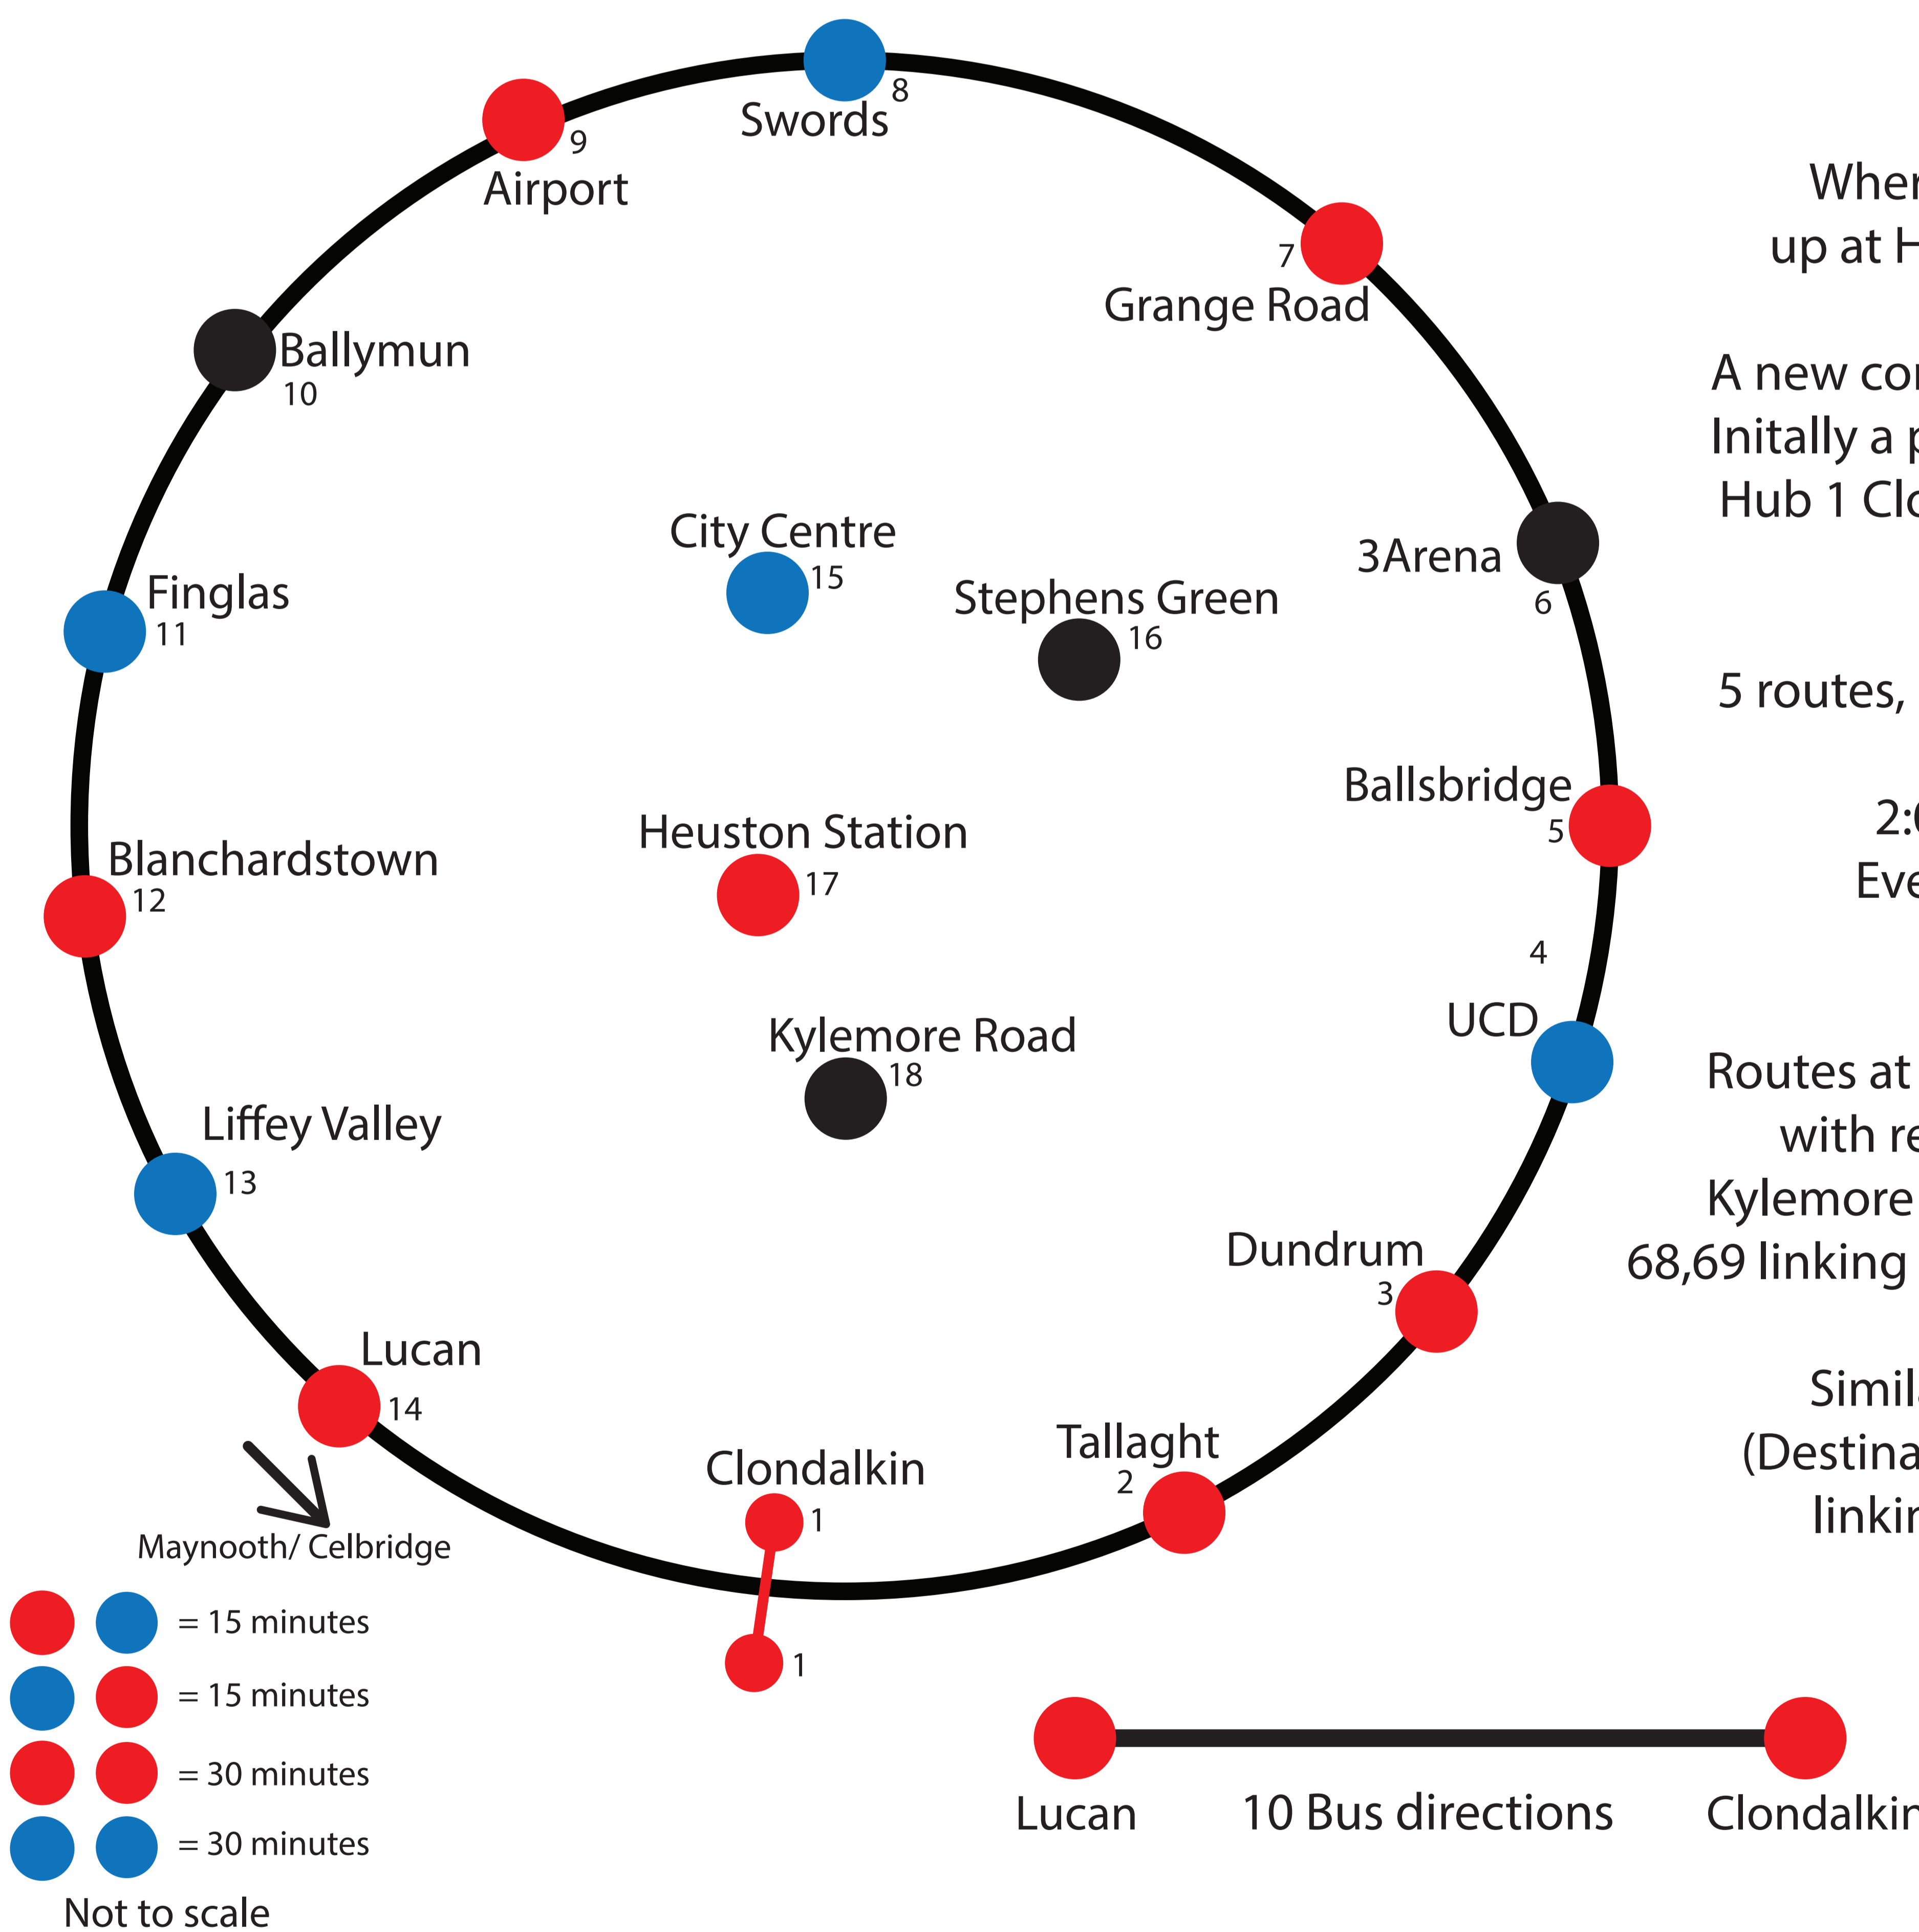 8
Swords
9
Airport
7
Grange Road
Ballymun
10
City Centre
15
3Arena
6
Stephens Green
16
Finglas
11
Ballsbridge
5
Heuston Station
17
Blanchardstown
12
4
UCD
Kylemore Road
18
Liffey Valley
13
Dundrum
3
Lucan
14
Tallaght
2
Clondalkin
1
1
Maynooth/ Celbridge
= 15 minutes
= 15 minutes
= 30 minutes
= 30 minutes
Not to scale
Lucan
10 Bus directions
Clondalkin
up at
A new
Initally a
Hub 1
5 routes,
Routes at
with
Kylemore
68,69 linking